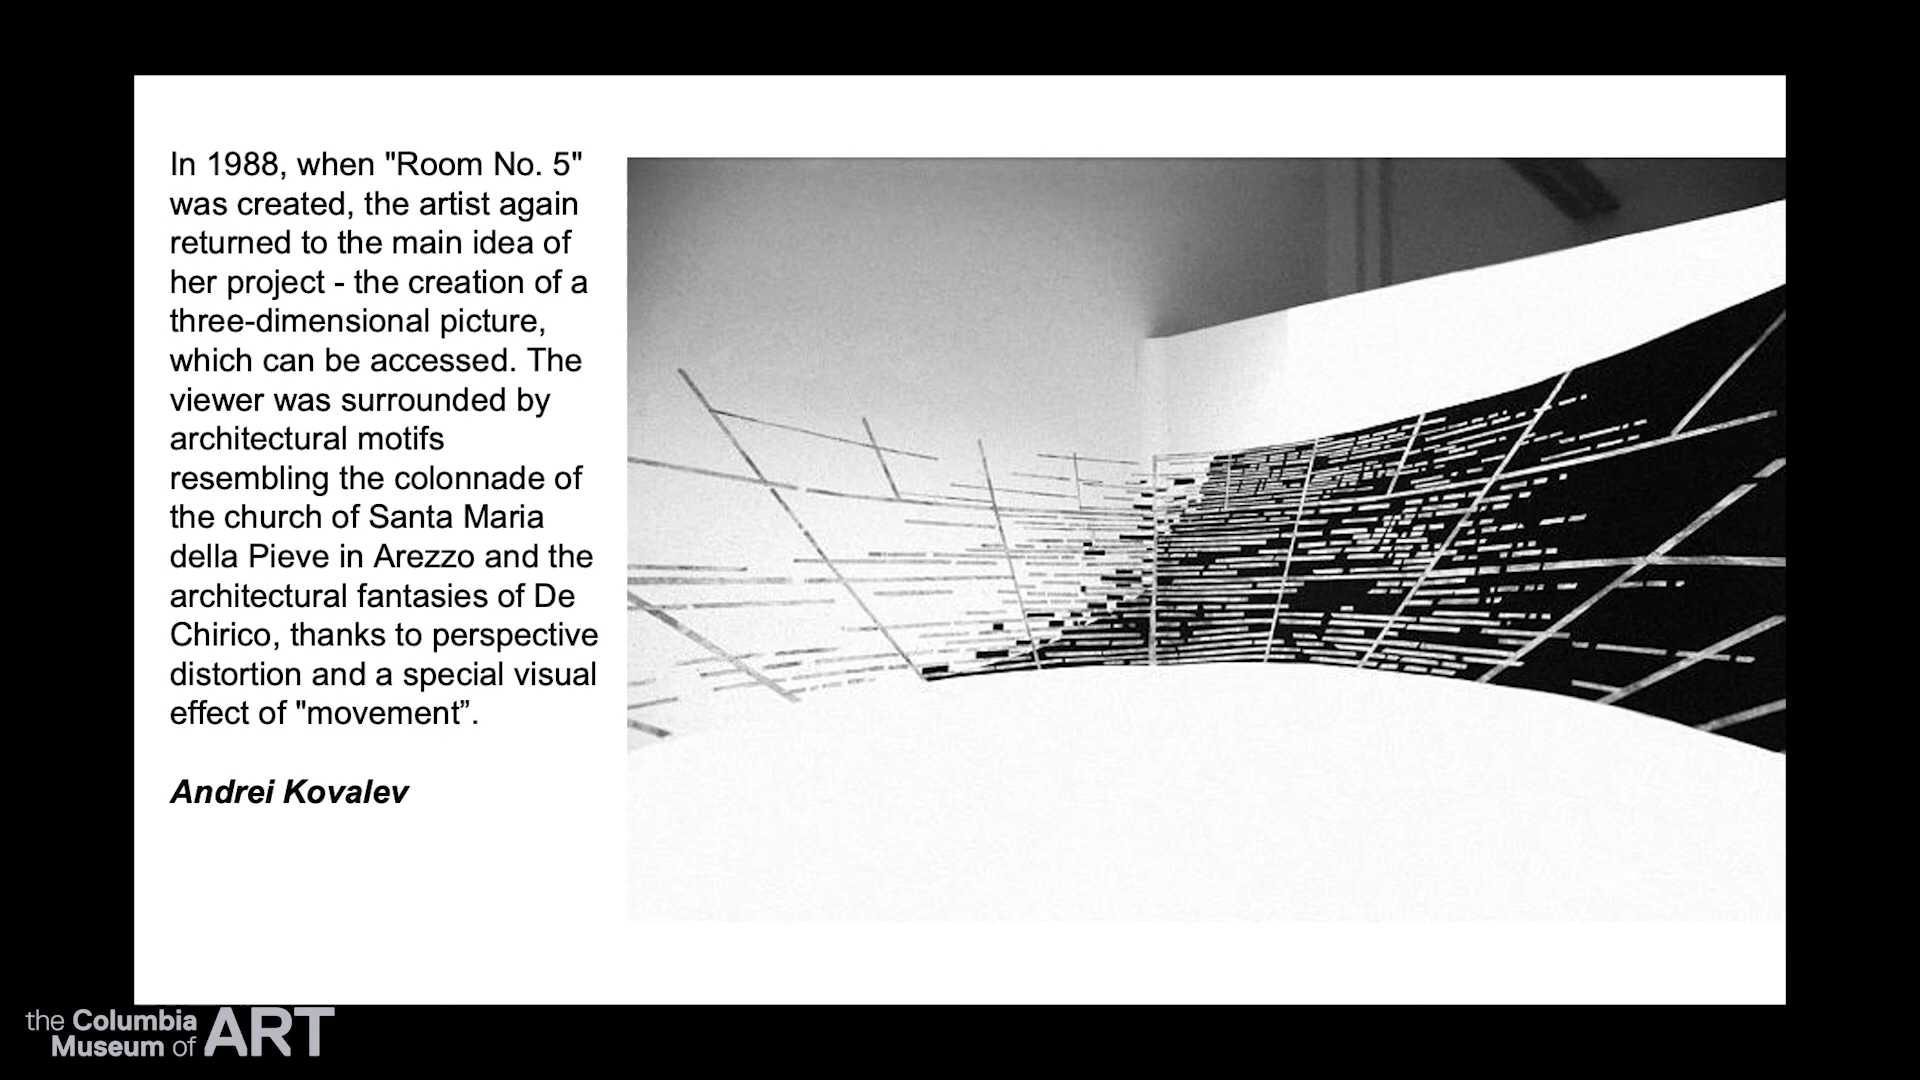 In 1988, when "Room No. 5"
was created, the artist again
returned to the main idea of
her project - the creation of a
three-dimensional picture,
which can be accessed. The
viewer was surrounded by
architectural motifs
resembling the colonnade of
the church of Santa Maria
della Pieve in Arezzo and the
architectural fantasies of De
Chirico, thanks to perspective
distortion and a special visual
effect of "movement”.
Andrei Kovalev
the Columbia
Museum of ART